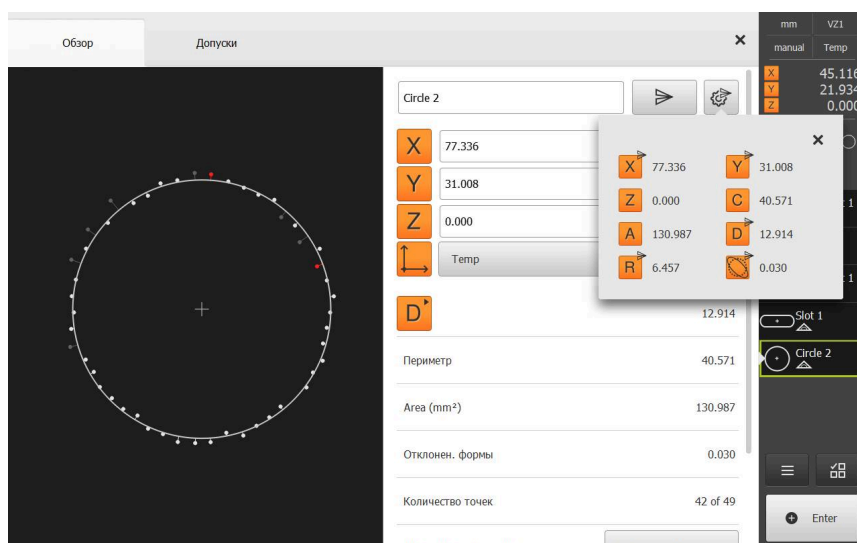 Обзор
Допуски
mm
VZ1
manual
Temp
X 45.116
Y 21.934
Z 0.000
Circle 2
X 77.336
Y 31.008
Z 0.000
Temp
D 12.914
Периметр 40.571
Area (mm²) 130.987
Отклонен. формы 0.030
Количество точек 42 of 49
X 77.336 Y 31.008
Z 0.000 C 40.571
A 130.987 D 12.914
R 6.457 0.030
1
1
Slot 1
Circle 2
Enter